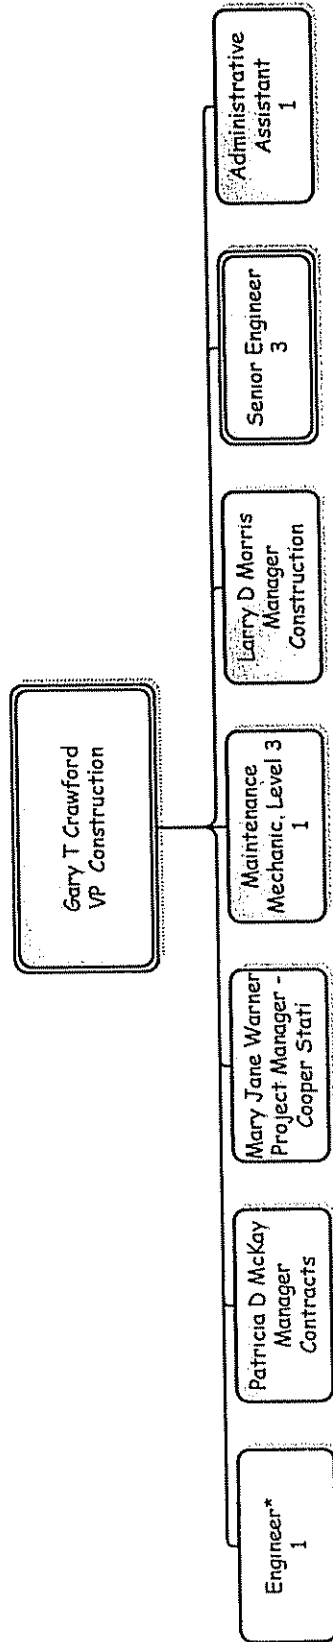 Gary T Crawford
VP Construction
Engineer*
1
Patricia D McKay
Manager
Contracts
Mary Jane Warner
Project Manager -
Cooper Stati
Maintenance
Mechanic, Level 3
1
Larry D Morris
Manager
Construction
Senior Engineer
3
Administrative
Assistant
1